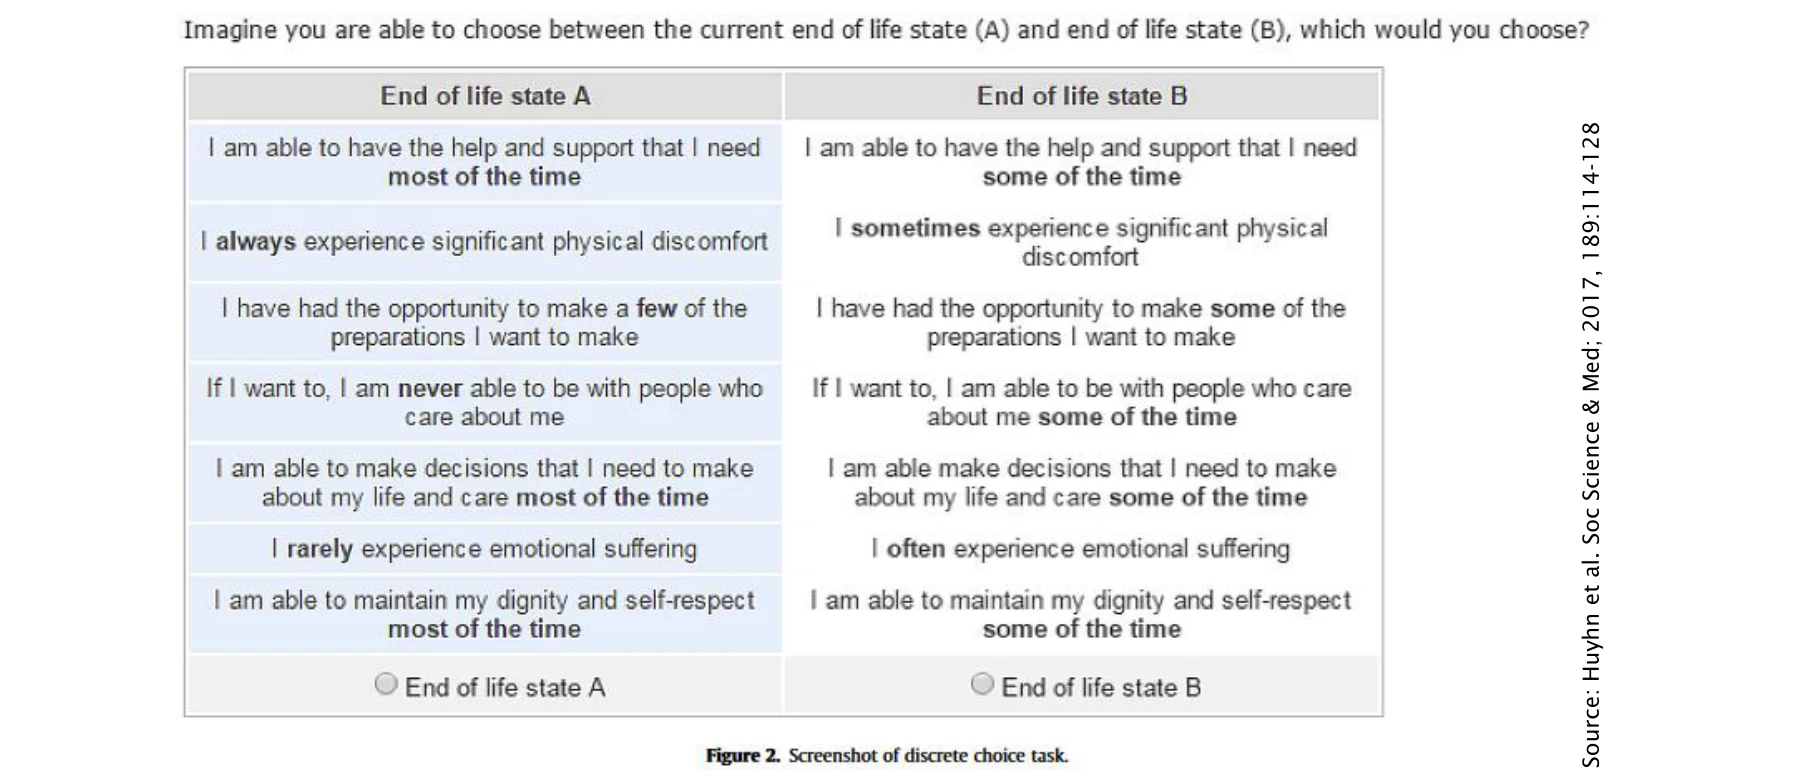 Imagine you are able to choose between the current end of life state (A) and end of life state (B), which would you choose?
End of life state A
End of life state B
I am able to have the help and support that I need
most of the time
I am able to have the help and support that I need
some of the time
I always experience significant physical discomfort
I sometimes experience significant physical
discomfort
I have had the opportunity to make a few of the
preparations I want to make
I have had the opportunity to make some of the
preparations I want to make
If I want to, I am never able to be with people who
care about me
If I want to, I am able to be with people who care
about me some of the time
I am able to make decisions that I need to make
about my life and care most of the time
I am able make decisions that I need to make
about my life and care some of the time
I rarely experience emotional suffering
I often experience emotional suffering
I am able to maintain my dignity and self-respect
most of the time
I am able to maintain my dignity and self-respect
some of the time
End of life state A
End of life state B
Figure 2. Screenshot of discrete choice task.
Source: Huyhn et al. Soc Science & Med; 2017, 189:114-128